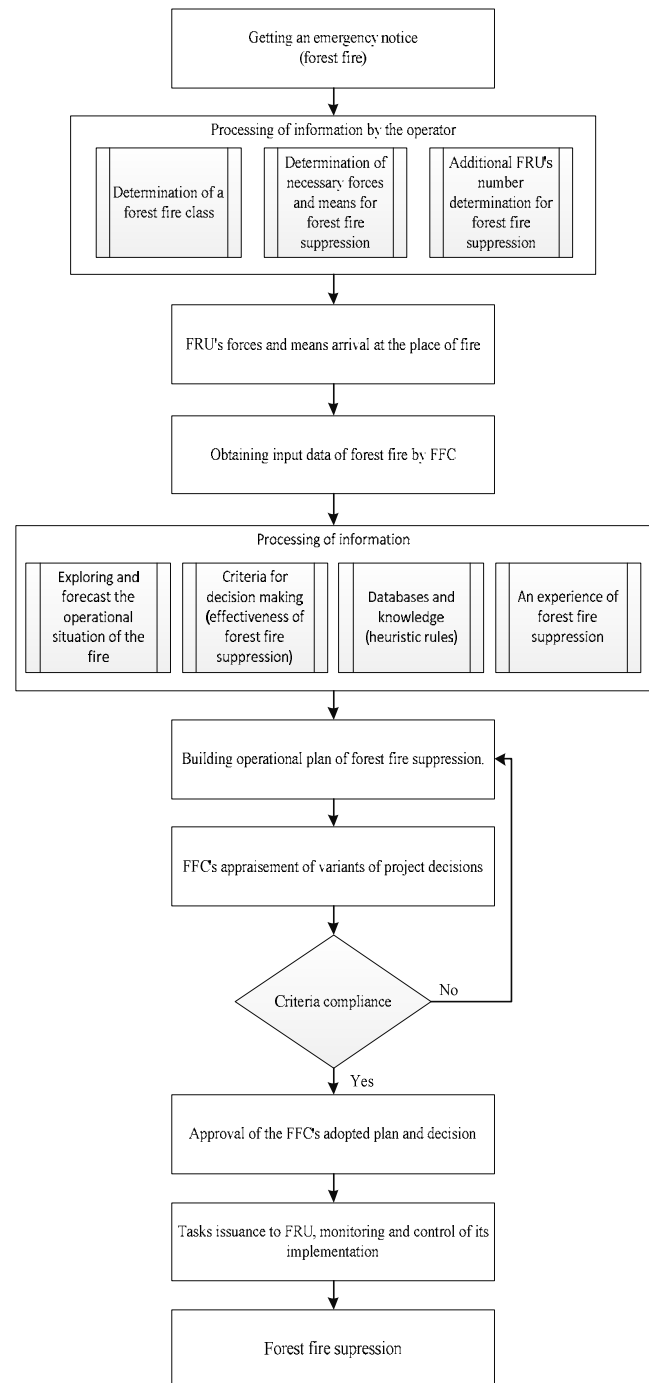 Getting an emergency notice
(forest fire)
Processing of information by the operator
Determination of a
forest fire class
Determination of
necessary forces
and means for
forest fire
suppression
Additional FRU's
number
determination for
forest fire
suppression
FRU's forces and means arrival at the place of fire
Obtaining input data of forest fire by FFC
Processing of information
Exploring and
forecast the
operational
situation of the
fire
Criteria for
decision making
(effectiveness of
forest fire
suppression)
Databases and
knowledge
(heuristic rules)
An experience of
forest fire
suppression
Building operational plan of forest fire suppression.
FFC's appraisement of variants of project decisions
Criteria compliance
No
Yes
Approval of the FFC's adopted plan and decision
Tasks issuance to FRU, monitoring and control of its
implementation
Forest fire supression